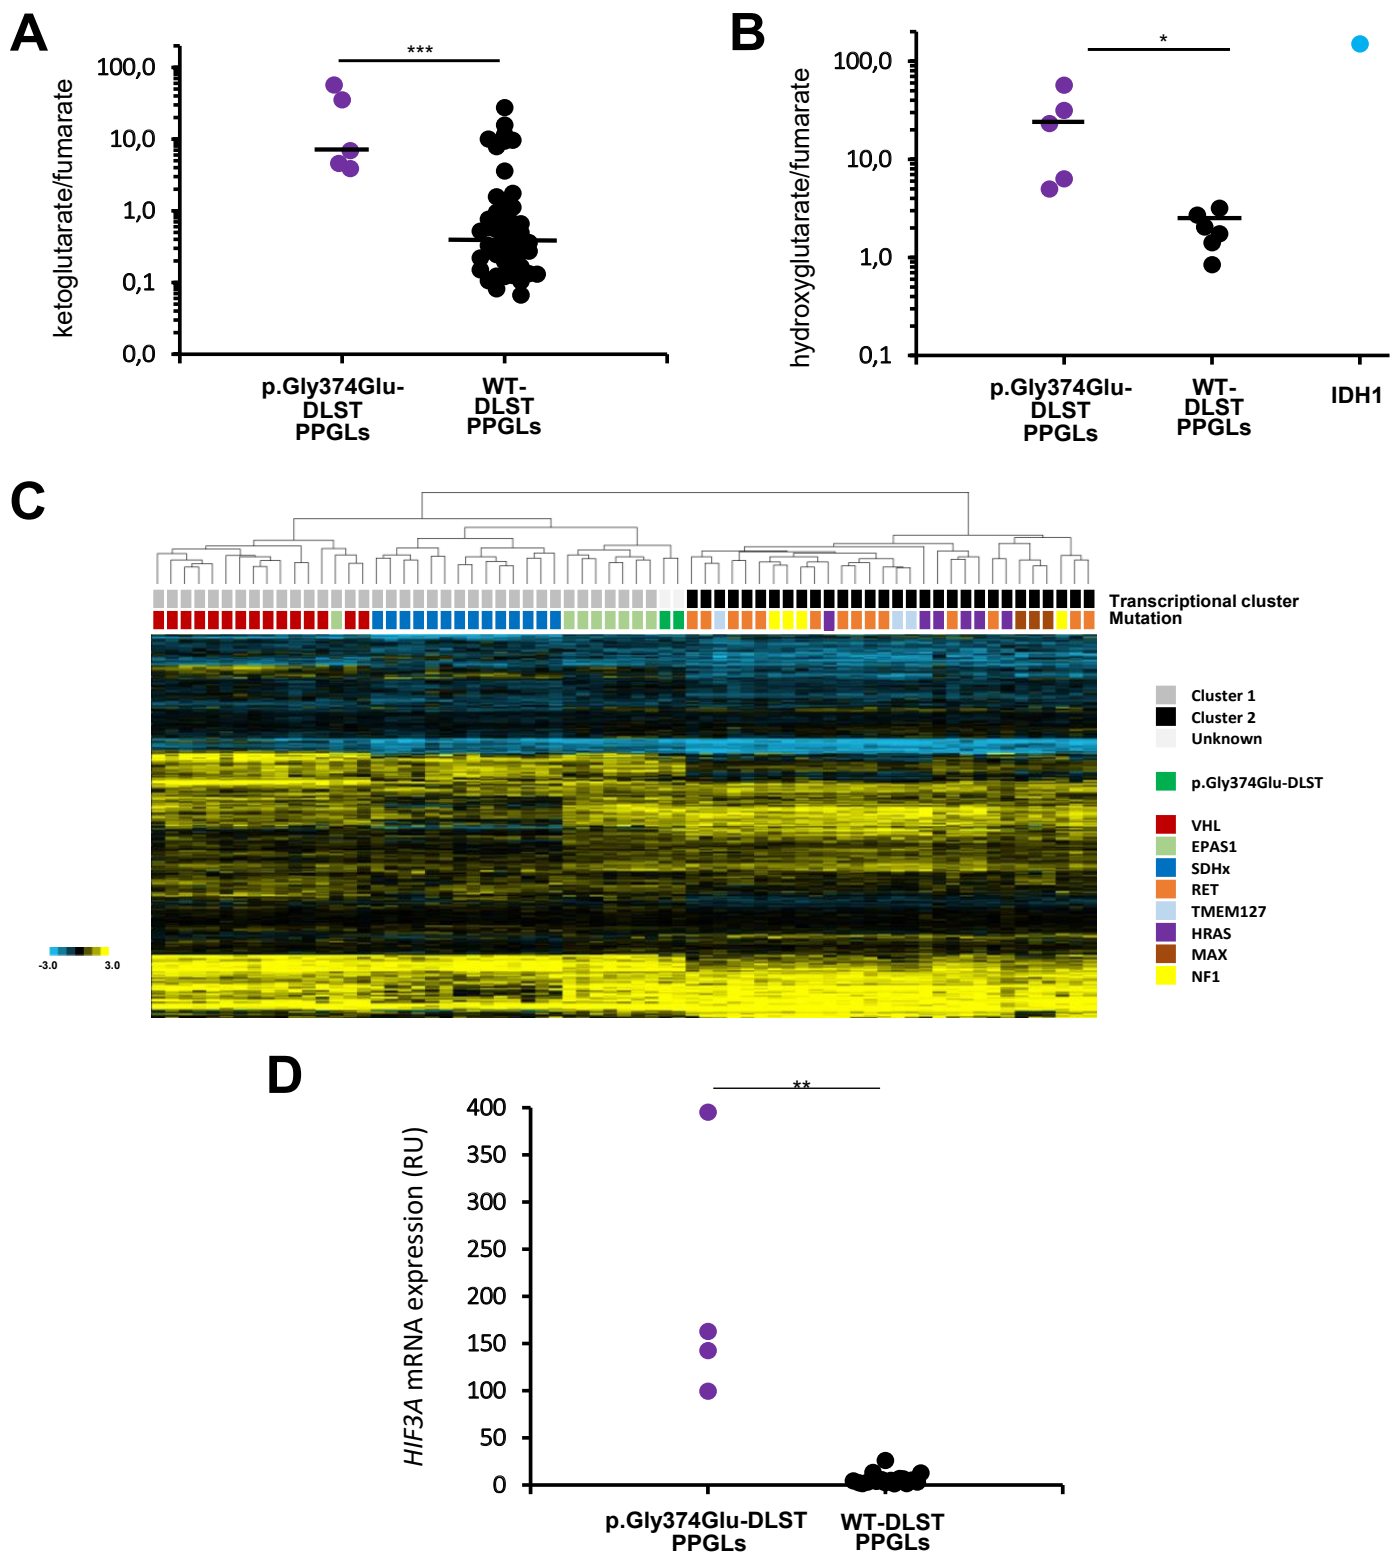 A
***
100,0
10,0
1,0
0,1
0,0
ketoglutarate/fumarate
p.Gly374Glu-
DLST
PPGLs
WT-
DLST
PPGLs
B
*
100,0
10,0
1,0
0,1
hydroxyglutarate/fumarate
p.Gly374Glu-
DLST
PPGLs
WT-
DLST
PPGLs
IDH1
C
Transcriptional cluster
Mutation
Cluster 1
Cluster 2
Unknown
p.Gly374Glu-DLST
VHL
EPAS1
SDHx
RET
TMEM127
HRAS
MAX
NF1
-3.0 3.0
D
**
400
350
300
250
200
150
100
50
0
HIF3A mRNA expression (RU)
p.Gly374Glu-DLST
PPGLs
WT-DLST
PPGLs